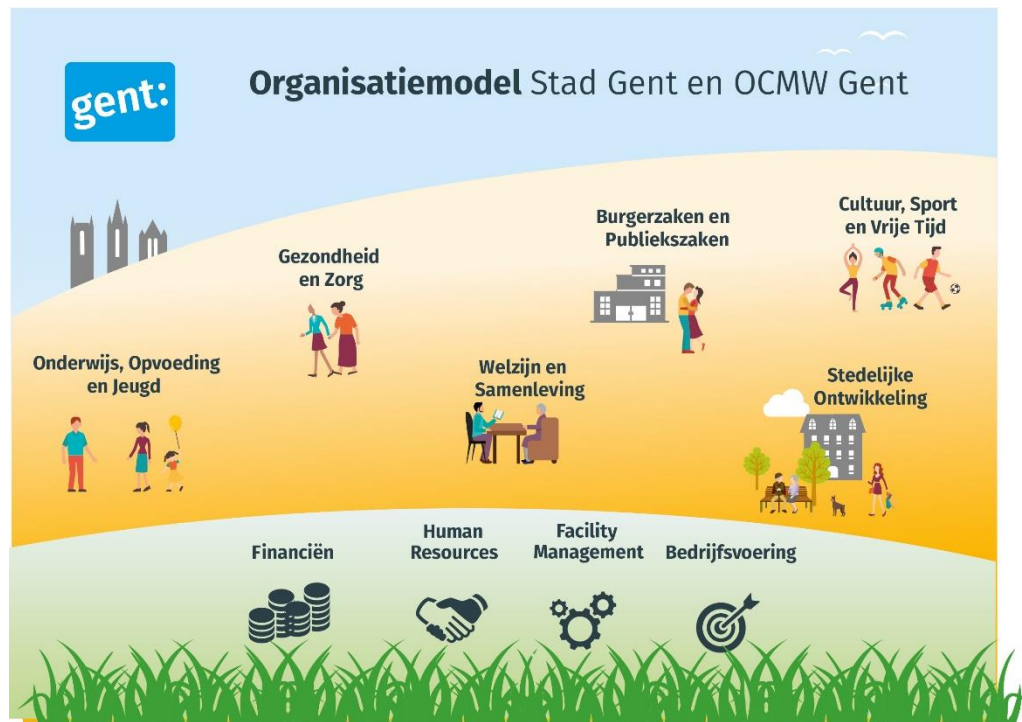 gent:
Organisatiemodel Stad Gent en OCMW Gent
Cultuur, Sport
en Vrije Tijd
Burgerzaken en
Publiekszaken
Gezondheid
en Zorg
Onderwijs, Opvoeding
en Jeugd
Welzijn en
Samenleving
Stedelijke
Ontwikkeling
Financiën
Human
Resources
Facility
Management
Bedrijfsvoering